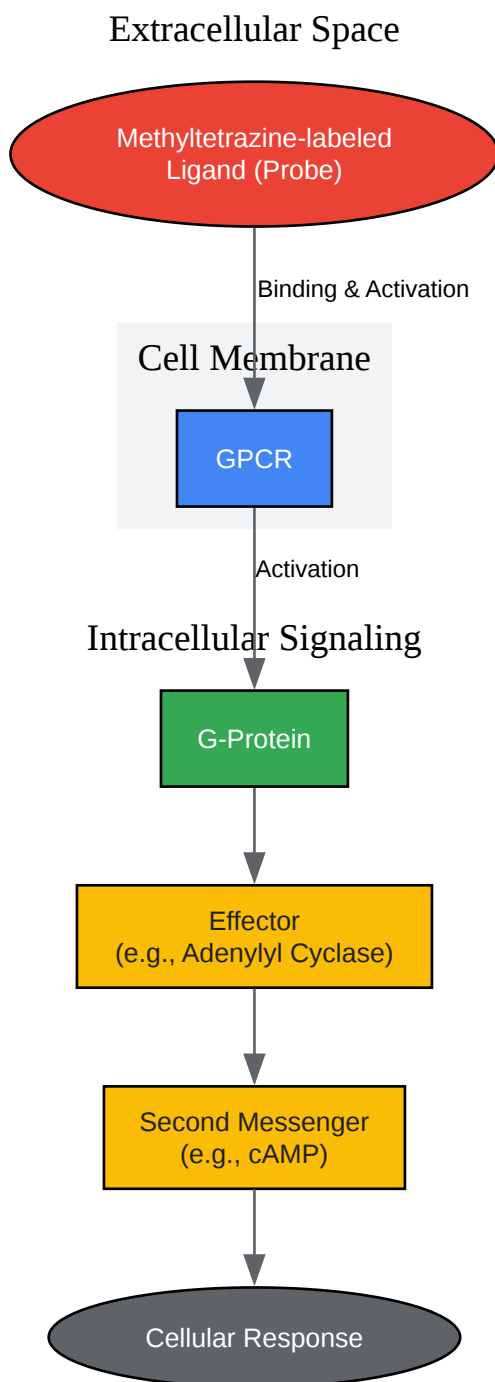 Extracellular Space
Methyltetrazine-labeled
Ligand (Probe)
Binding & Activation
Cell Membrane
GPCR
Activation
Intracellular Signaling
G-Protein
Effector
(e.g., Adenylyl Cyclase)
Second Messenger
(e.g., cAMP)
Cellular Response